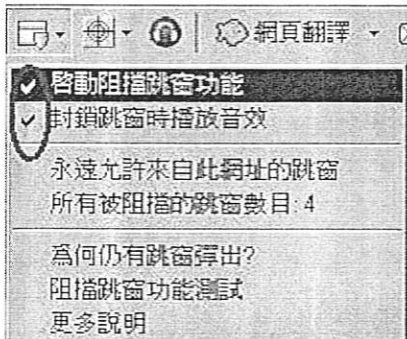 網頁翻譯
啓動阻擋跳窗功能
封鎖跳窗時播放音效
永遠允許來自此網址的跳窗
所有被阻擋的跳窗數目: 4
爲何仍有跳窗彈出?
阻擋跳窗功能測試
更多說明